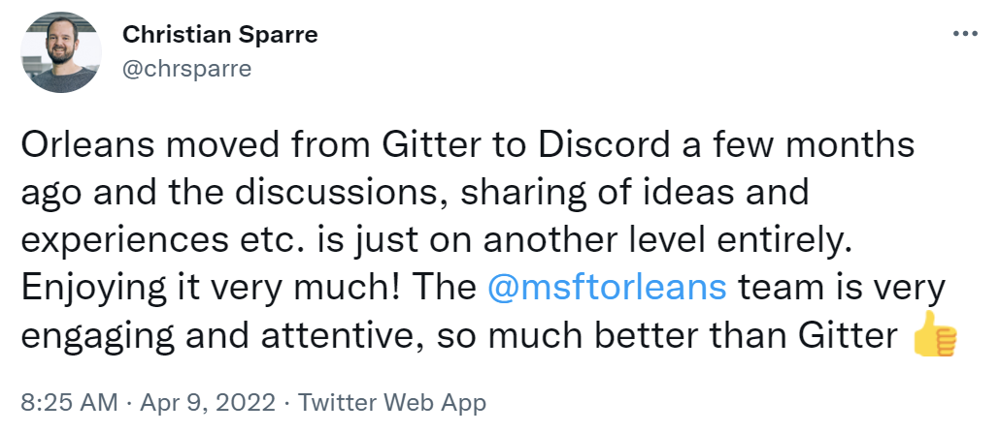 Christian Sparre
@chrsparre
Orleans moved from Gitter to Discord a few months
ago and the discussions, sharing of ideas and
experiences etc. is just on another level entirely.
Enjoying it very much! The @msftorleans team is very
engaging and attentive, so much better than Gitter 👍
8:25 AM · Apr 9, 2022 · Twitter Web App